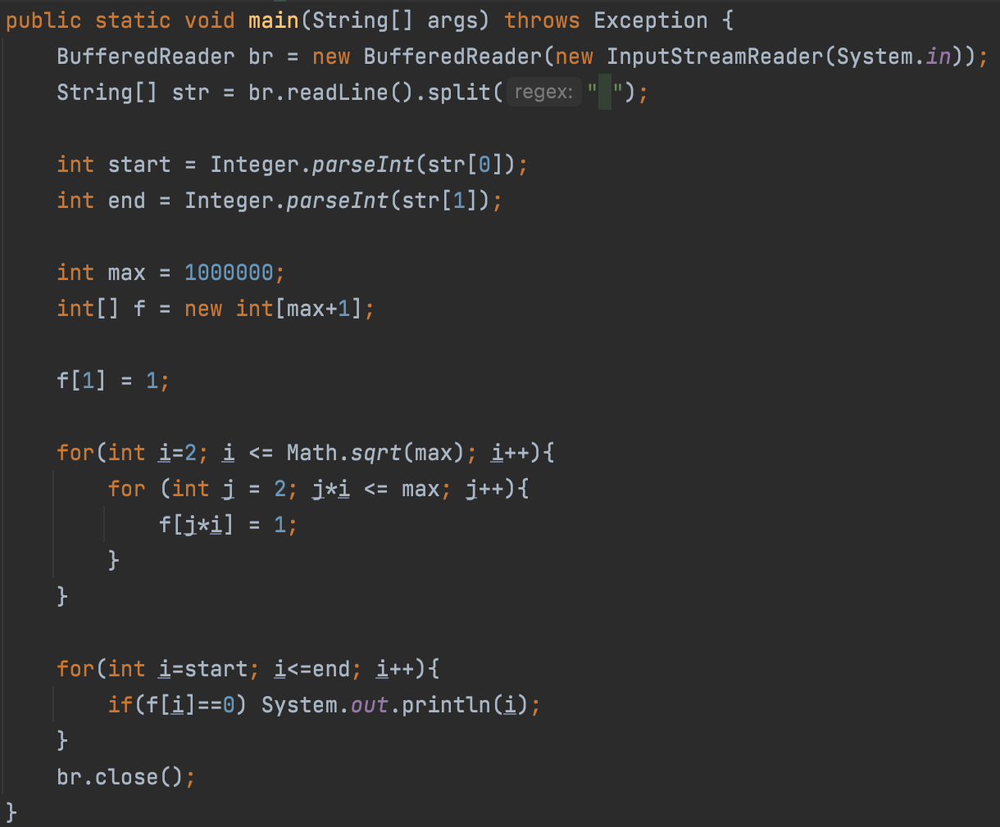 public static void main(String[] args) throws Exception {
    BufferedReader br = new BufferedReader(new InputStreamReader(System.in));
    String[] str = br.readLine().split( regex: " ");

    int start = Integer.parseInt(str[0]);
    int end = Integer.parseInt(str[1]);

    int max = 1000000;
    int[] f = new int[max+1];

    f[1] = 1;

    for(int i=2; i <= Math.sqrt(max); i++){
        for (int j = 2; j*i <= max; j++){
            f[j*i] = 1;
        }
    }

    for(int i=start; i<=end; i++){
        if(f[i]==0) System.out.println(i);
    }
    br.close();
}